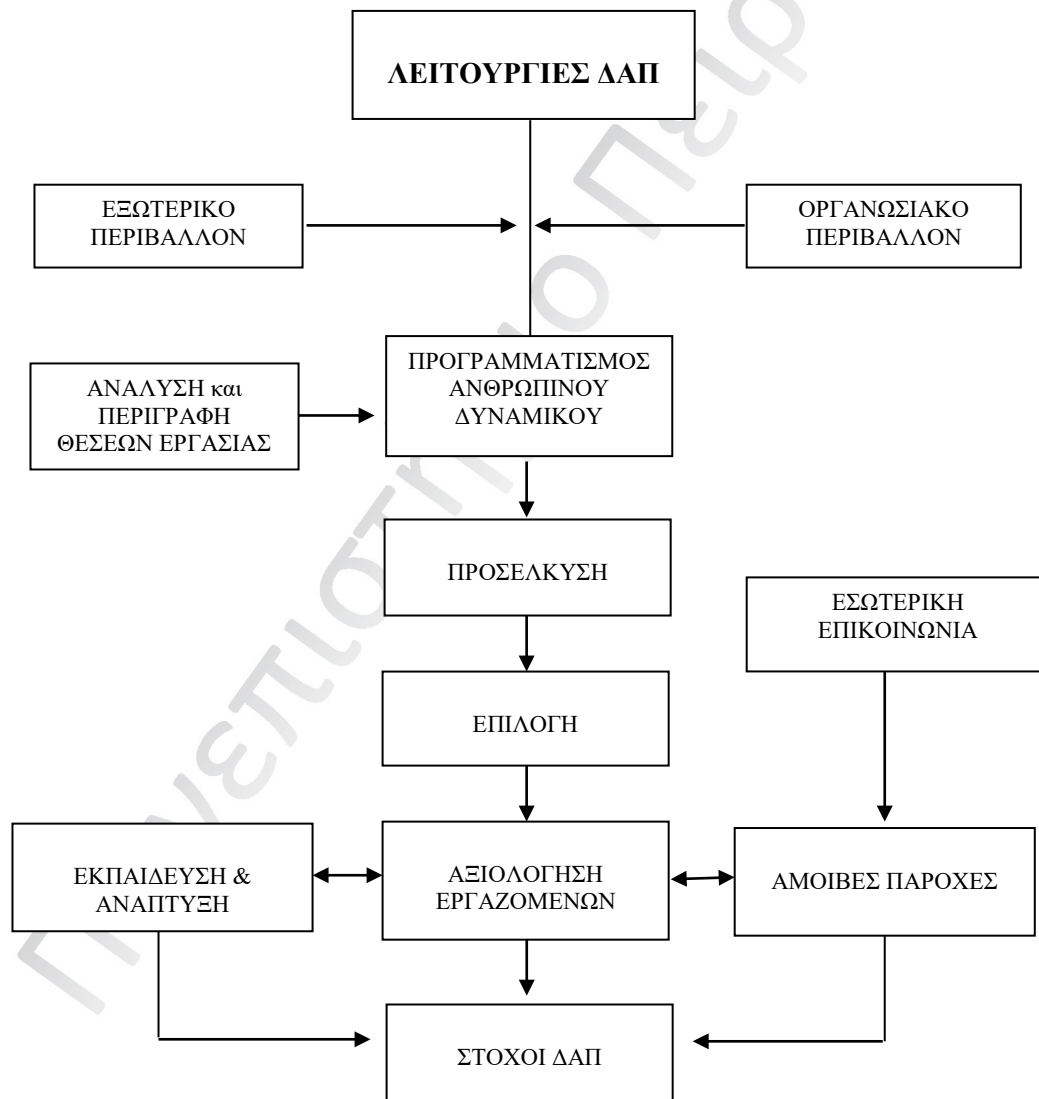 ΛΕΙΤΟΥΡΓΙΕΣ ΔΑΠ
ΕΞΩΤΕΡΙΚΟ
ΠΕΡΙΒΑΛΛΟΝ
ΟΡΓΑΝΩΣΙΑΚΟ
ΠΕΡΙΒΑΛΛΟΝ
ΑΝΑΛΥΣΗ και
ΠΕΡΙΓΡΑΦΗ
ΘΕΣΕΩΝ ΕΡΓΑΣΙΑΣ
ΠΡΟΓΡΑΜΜΑΤΙΣΜΟΣ
ΑΝΘΡΩΠΙΝΟΥ
ΔΥΝΑΜΙΚΟΥ
ΠΡΟΣΕΛΚΥΣΗ
ΕΣΩΤΕΡΙΚΗ
ΕΠΙΚΟΙΝΩΝΙΑ
ΕΠΙΛΟΓΗ
ΕΚΠΑΙΔΕΥΣΗ &
ΑΝΑΠΤΥΞΗ
ΑΞΙΟΛΟΓΗΣΗ
ΕΡΓΑΖΟΜΕΝΩΝ
ΑΜΟΙΒΕΣ ΠΑΡΟΧΕΣ
ΣΤΟΧΟΙ ΔΑΠ